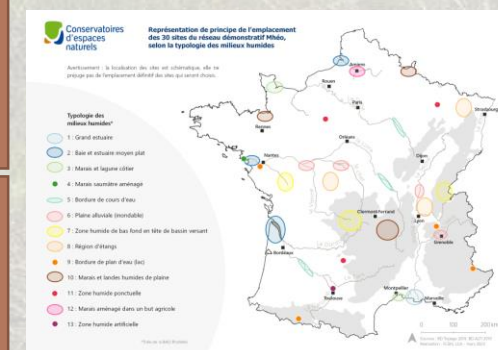 Conservatoires
d'espaces
naturels
Représentation de principe de l'emplacement
des 30 sites du réseau démonstratif Mhéo,
selon la typologie des milieux humides
Avertissement : la localisation des sites est schématique, elle ne
préjuge pas de l'emplacement définitif des sites qui seront choisis.
Typologie des
milieux humides*
1 : Grand estuaire
2 : Baie et estuaire moyen plat
3 : Marais et lagune côtier
4 : Marais saumâtre aménagé
5 : Bordure de cours d'eau
6 : Plaine alluviale (inondable)
7 : Zone humide de bas fond en tête de bassin versant
8 : Région d'étangs
9 : Bordure de plan d'eau (lac)
10 : Marais et landes humides de plaine
11 : Zone humide ponctuelle
12 : Marais aménagé dans un but agricole
13 : Zone humide artificielle
Amiens
Rouen
Paris
Strasbourg
Rennes
Orléans
Nantes
Dijon
Clermont-Ferrand
Lyon
Grenoble
Bordeaux
Toulouse
Montpellier
Marseille
0
100
200 km